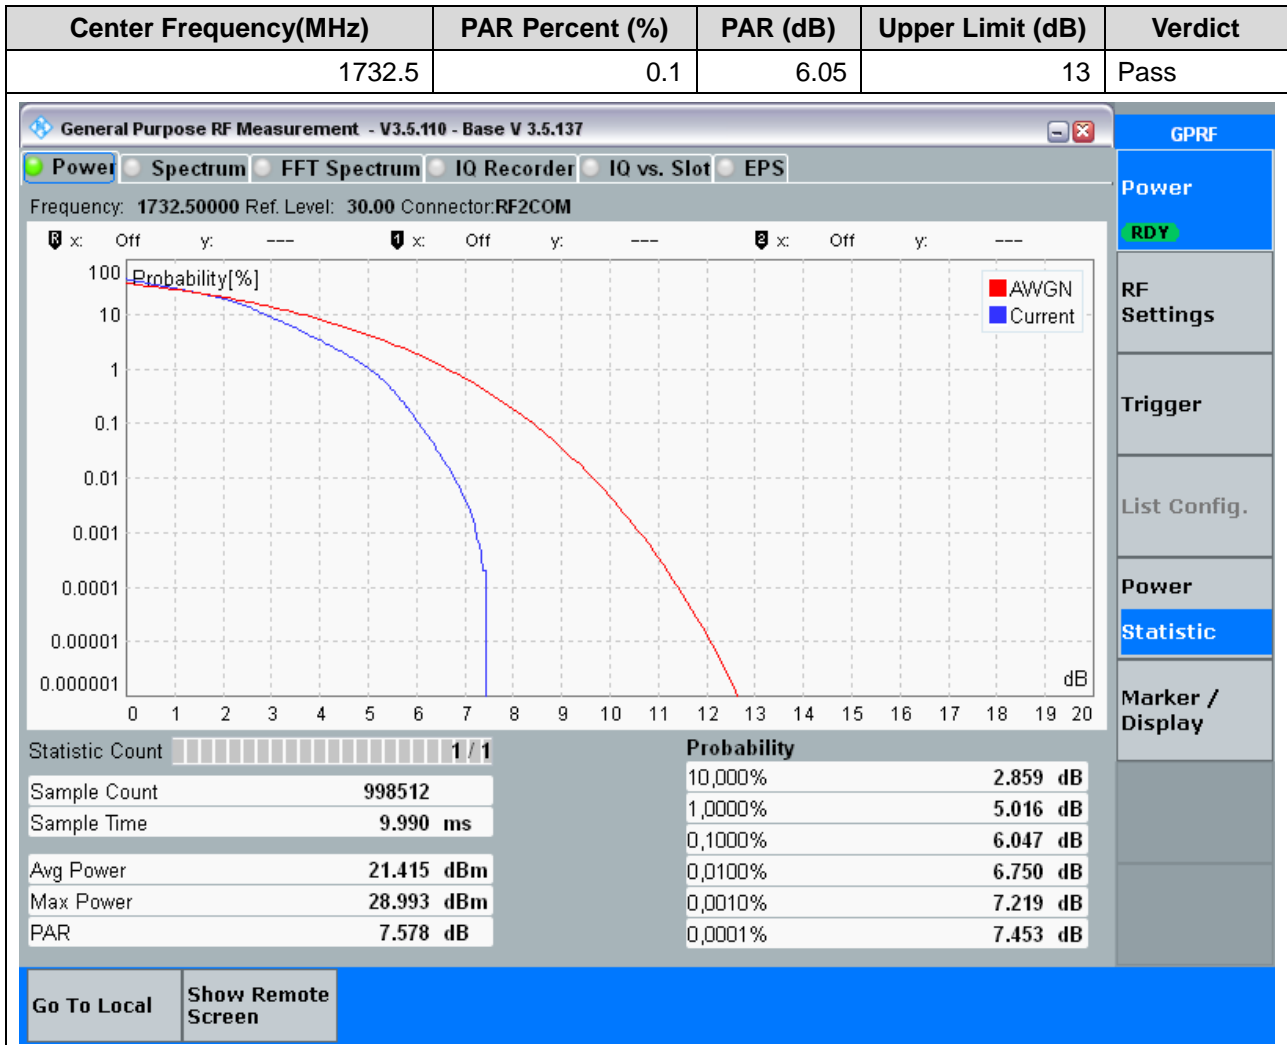 Center Frequency(MHz) PAR Percent (%) PAR (dB) Upper Limit (dB) Verdict
1732.5 0.1 6.05 13 Pass
General Purpose RF Measurement - V3.5.110 - Base V 3.5.137
GPRF
Power Spectrum FFT Spectrum IQ Recorder IQ vs. Slot EPS
Power
RDY
Frequency: 1732.50000 Ref. Level: 30.00 Connector:RF2COM
R x: Off y: --- 1 x: Off y: --- 2 x: Off y: ---
Probability[%]
AWGN
Current
100
10
1
0.1
0.01
0.001
0.0001
0.00001
0.000001
dB
0 1 2 3 4 5 6 7 8 9 10 11 12 13 14 15 16 17 18 19 20
RF
Settings
Trigger
List Config.
Power
Statistic
Marker /
Display
Statistic Count 1 / 1
Sample Count 998512
Sample Time 9.990 ms
Avg Power 21.415 dBm
Max Power 28.993 dBm
PAR 7.578 dB
Probability
10,000% 2.859 dB
1,0000% 5.016 dB
0,1000% 6.047 dB
0,0100% 6.750 dB
0,0010% 7.219 dB
0,0001% 7.453 dB
Go To Local
Show Remote
Screen